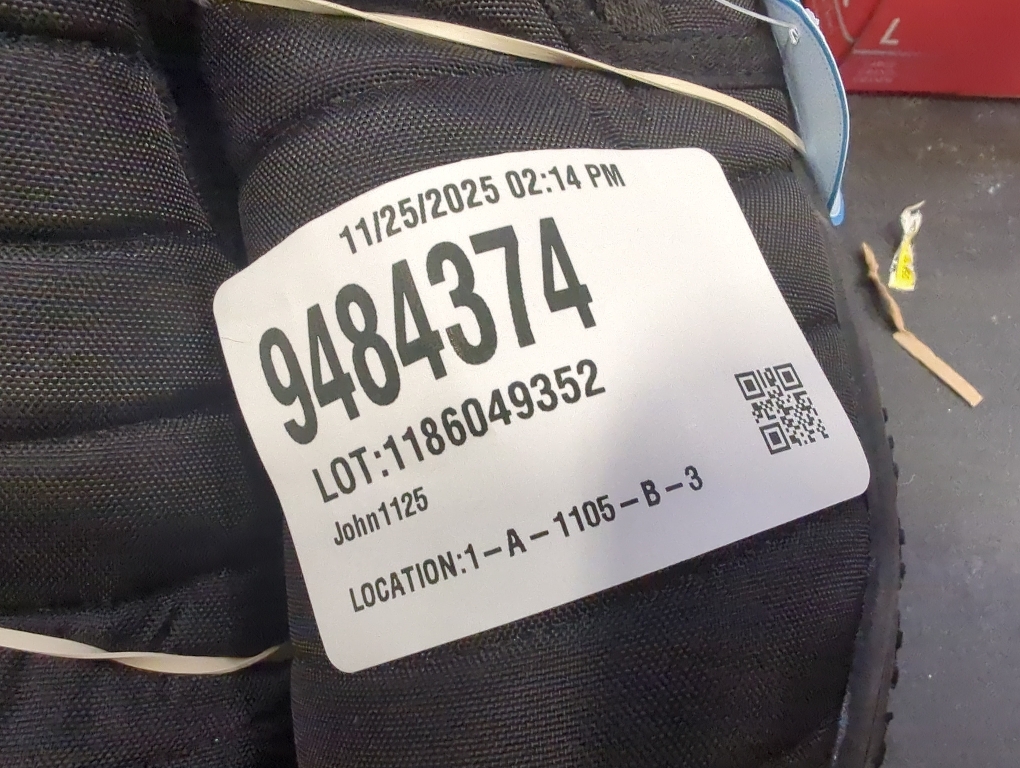 11/25/2025 02:14 PM
9484374
LOT:1186049352
John1125
LOCATION:1-A-1105-B-3
L